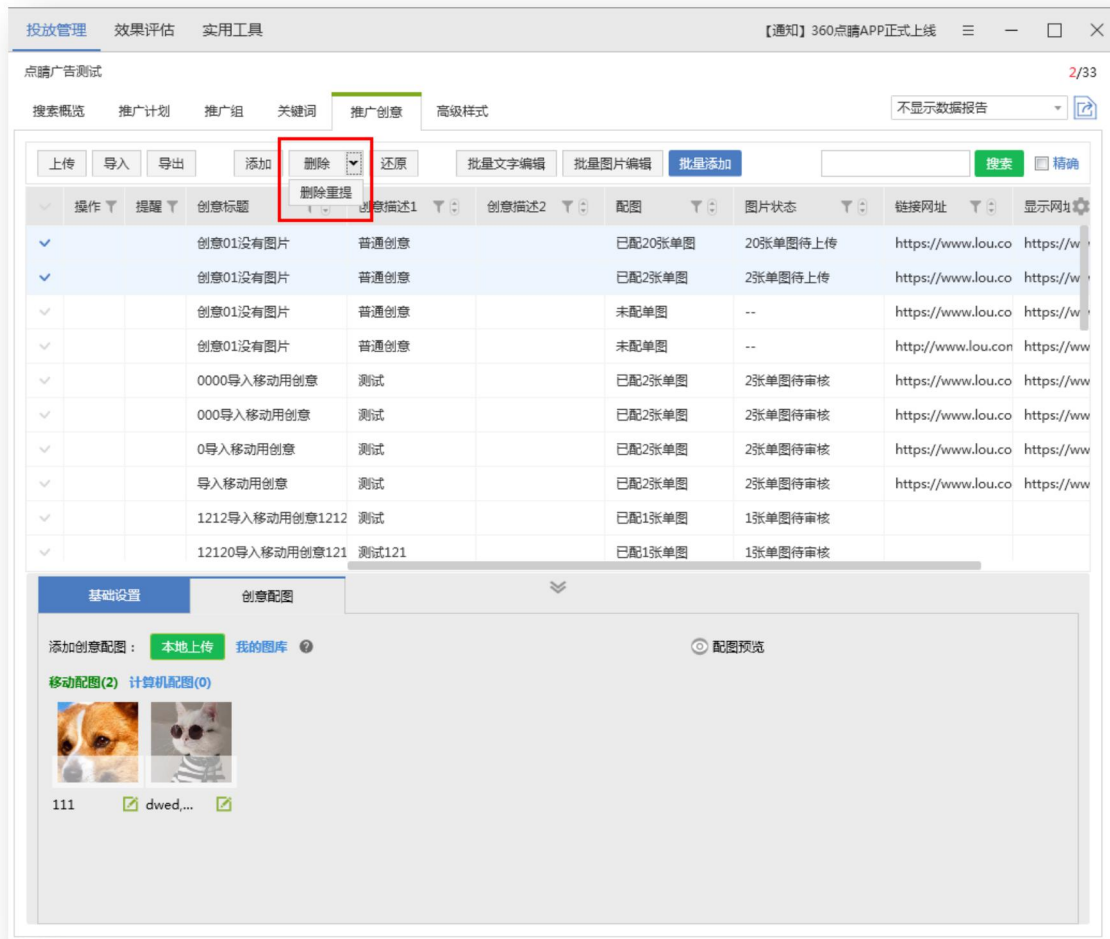 投放管理 效果评估 实用工具 【通知】360点睛APP正式上线
点睛广告测试 2/33
搜索概览 推广计划 推广组 关键词 推广创意 高级样式 不显示数据报告
上传 导入 导出 添加 删除 还原 批量文字编辑 批量图片编辑 批量添加 搜索 精确
删除重提
操作 提醒 创意标题 创意描述1 创意描述2 配图 图片状态 链接网址 显示网址
创意01没有图片 普通创意 已配20张单图 20张单图待上传 https://www.lou.co https://w
创意01没有图片 普通创意 已配2张单图 2张单图待上传 https://www.lou.co https://w
创意01没有图片 普通创意 未配单图 -- https://www.lou.co https://w
创意01没有图片 普通创意 未配单图 -- http://www.lou.con https://ww
0000导入移动用创意 测试 已配2张单图 2张单图待审核 https://www.lou.co https://ww
000导入移动用创意 测试 已配2张单图 2张单图待审核 https://www.lou.co https://ww
0导入移动用创意 测试 已配2张单图 2张单图待审核 https://www.lou.co https://ww
导入移动用创意 测试 已配2张单图 2张单图待审核 https://www.lou.co https://ww
1212导入移动用创意1212 测试 已配1张单图 1张单图待审核
12120导入移动用创意121 测试121 已配1张单图 1张单图待审核
基础设置 创意配图
添加创意配图： 本地上传 我的图库 配图预览
移动配图(2) 计算机配图(0)
111 dwed,...